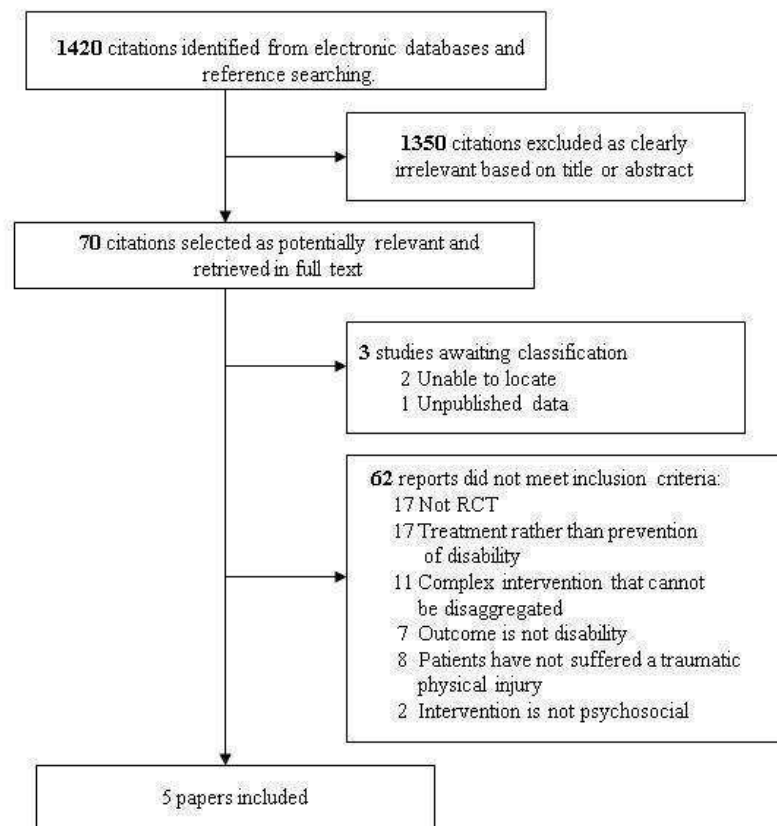 1420 citations identified from electronic databases and
reference searching.
1350 citations excluded as clearly
irrelevant based on title or abstract
70 citations selected as potentially relevant and
retrieved in full text
3 studies awaiting classification
2 Unable to locate
1 Unpublished data
62 reports did not meet inclusion criteria:
17 Not RCT
17 Treatment rather than prevention
of disability
11 Complex intervention that cannot
be disaggregated
7 Outcome is not disability
8 Patients have not suffered a traumatic
physical injury
2 Intervention is not psychosocial
5 papers included